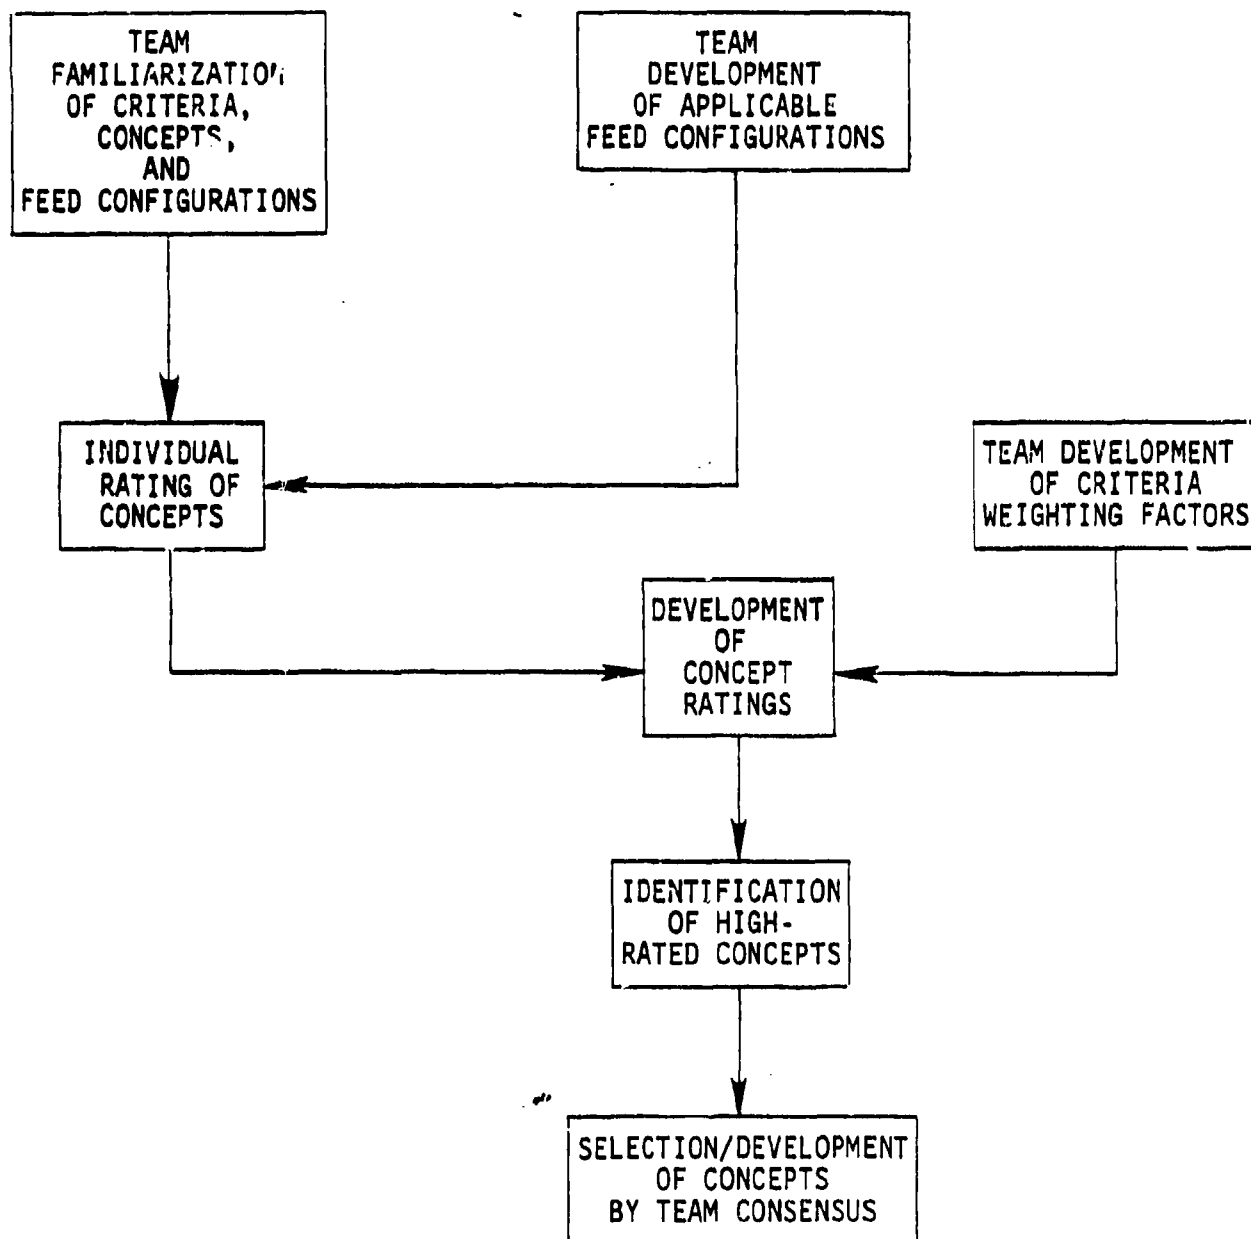 TEAM
FAMILIARIZATION
OF CRITERIA,
CONCEPTS,
AND
FEED CONFIGURATIONS
TEAM
DEVELOPMENT
OF APPLICABLE
FEED CONFIGURATIONS
INDIVIDUAL
RATING OF
CONCEPTS
TEAM DEVELOPMENT
OF CRITERIA
WEIGHTING FACTORS
DEVELOPMENT
OF
CONCEPT
RATINGS
IDENTIFICATION
OF HIGH-
RATED CONCEPTS
SELECTION/DEVELOPMENT
OF CONCEPTS
BY TEAM CONSENSUS